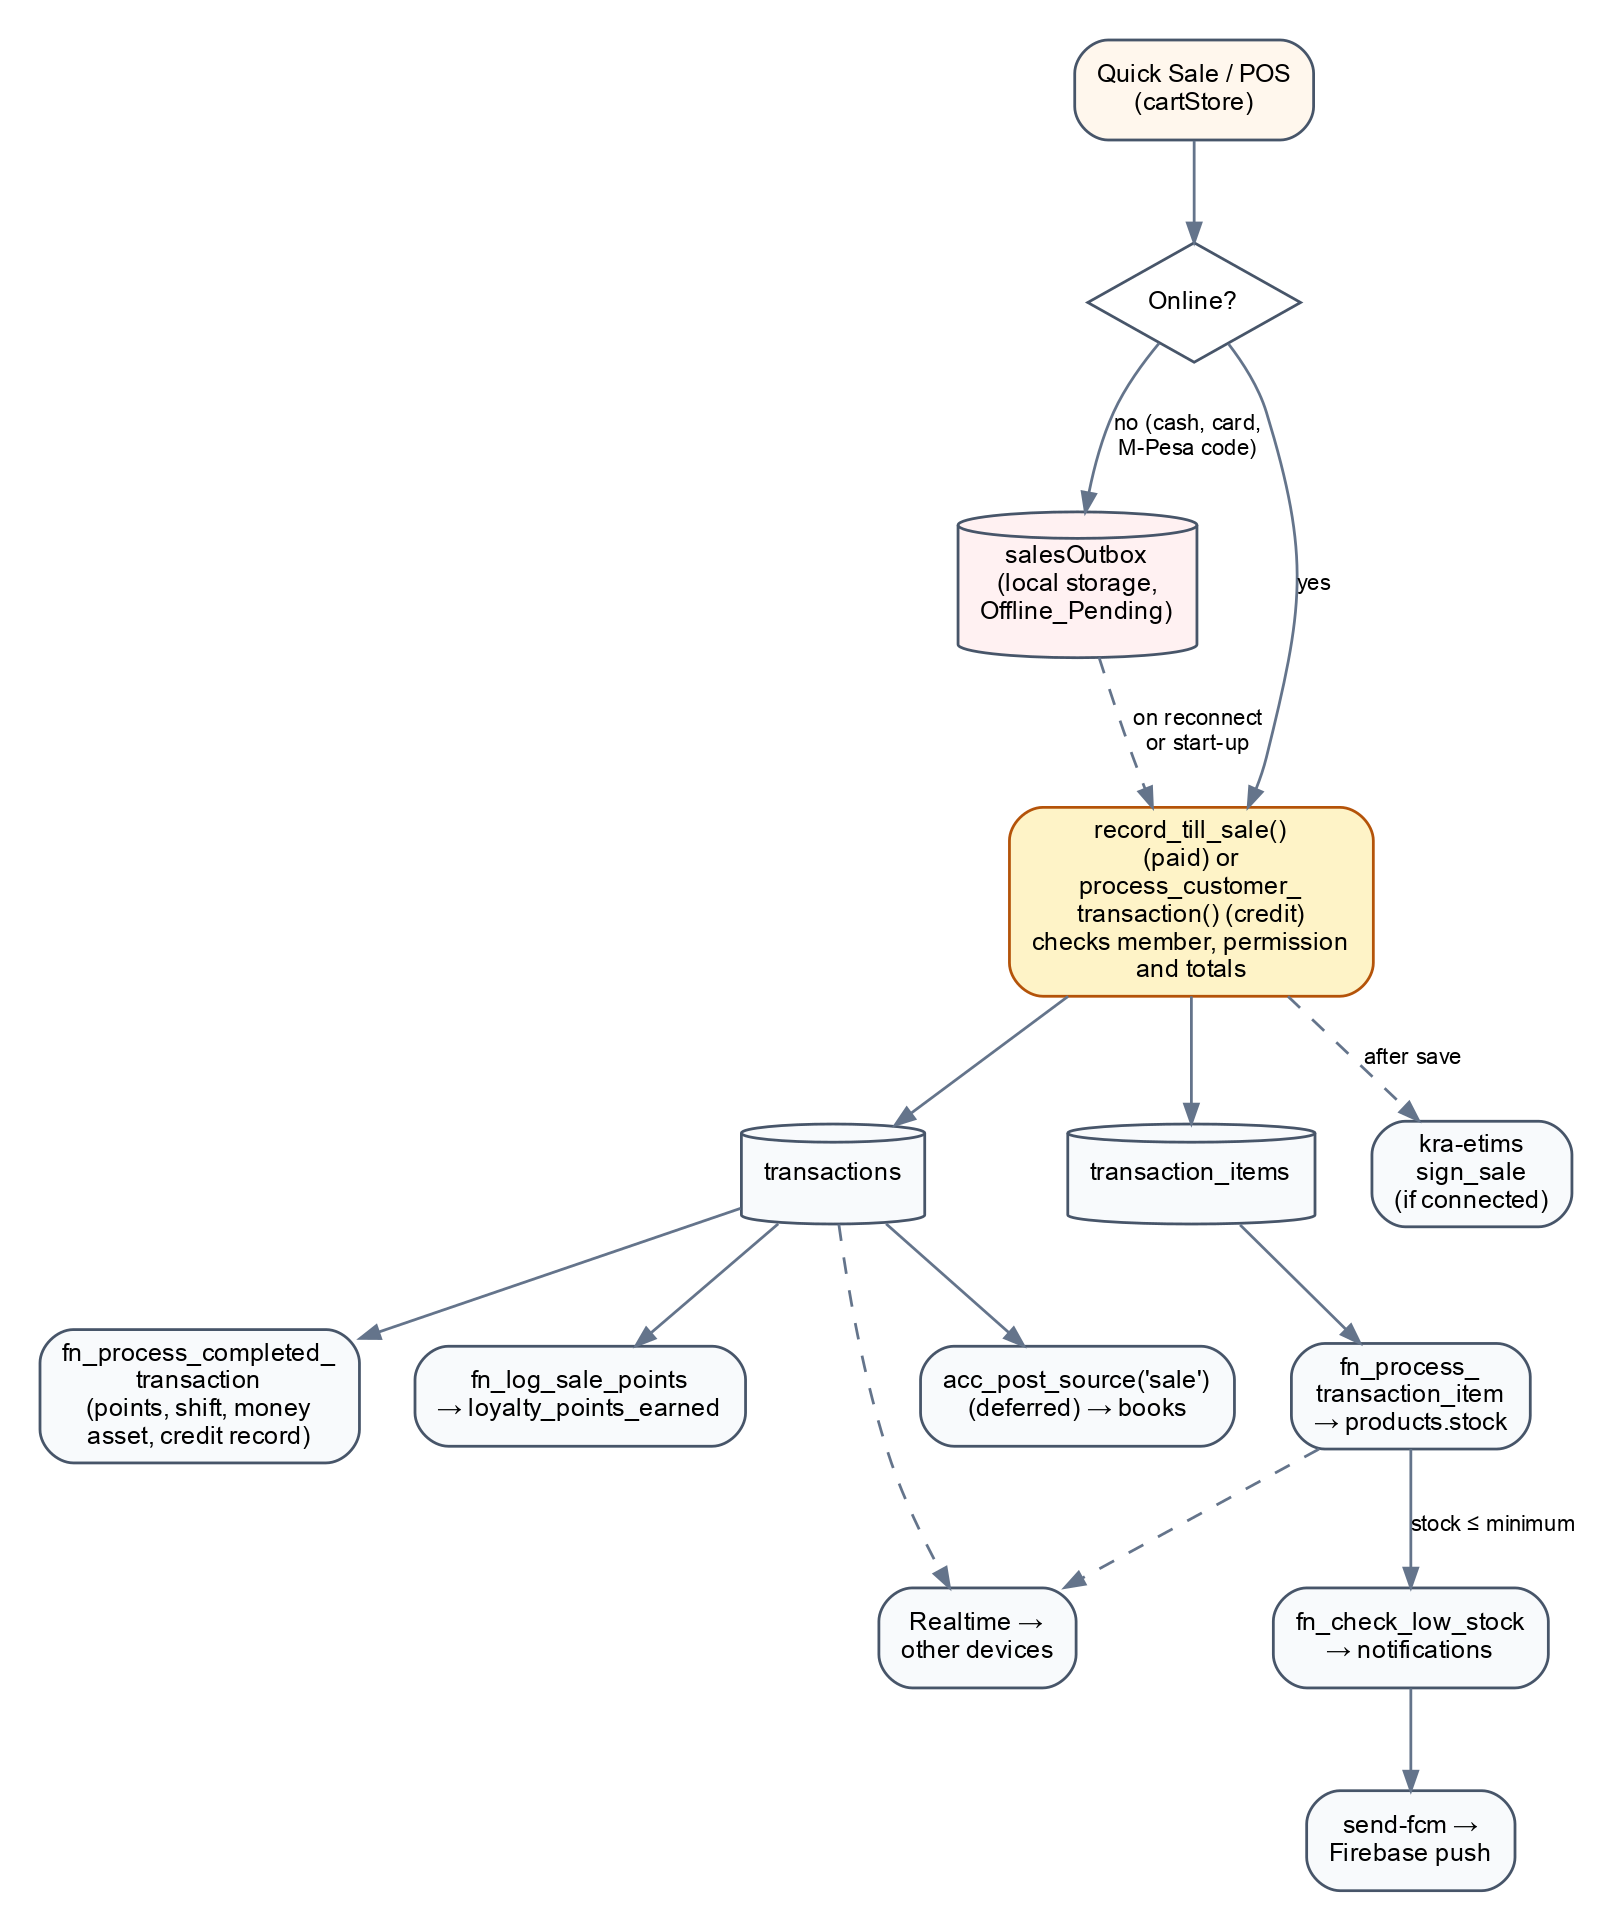 Quick Sale / POS
(cartStore)
Online?
no (cash, card,
M-Pesa code)
salesOutbox
(local storage,
Offline_Pending)
yes
on reconnect
or start-up
record_till_sale()
(paid) or
process_customer_
transaction() (credit)
checks member, permission
and totals
after save
transactions
transaction_items
kra-etims
sign_sale
(if connected)
fn_process_completed_
transaction
(points, shift, money
asset, credit record)
fn_log_sale_points
→ loyalty_points_earned
acc_post_source('sale')
(deferred) → books
fn_process_
transaction_item
→ products.stock
stock ≤ minimum
Realtime →
other devices
fn_check_low_stock
→ notifications
send-fcm →
Firebase push